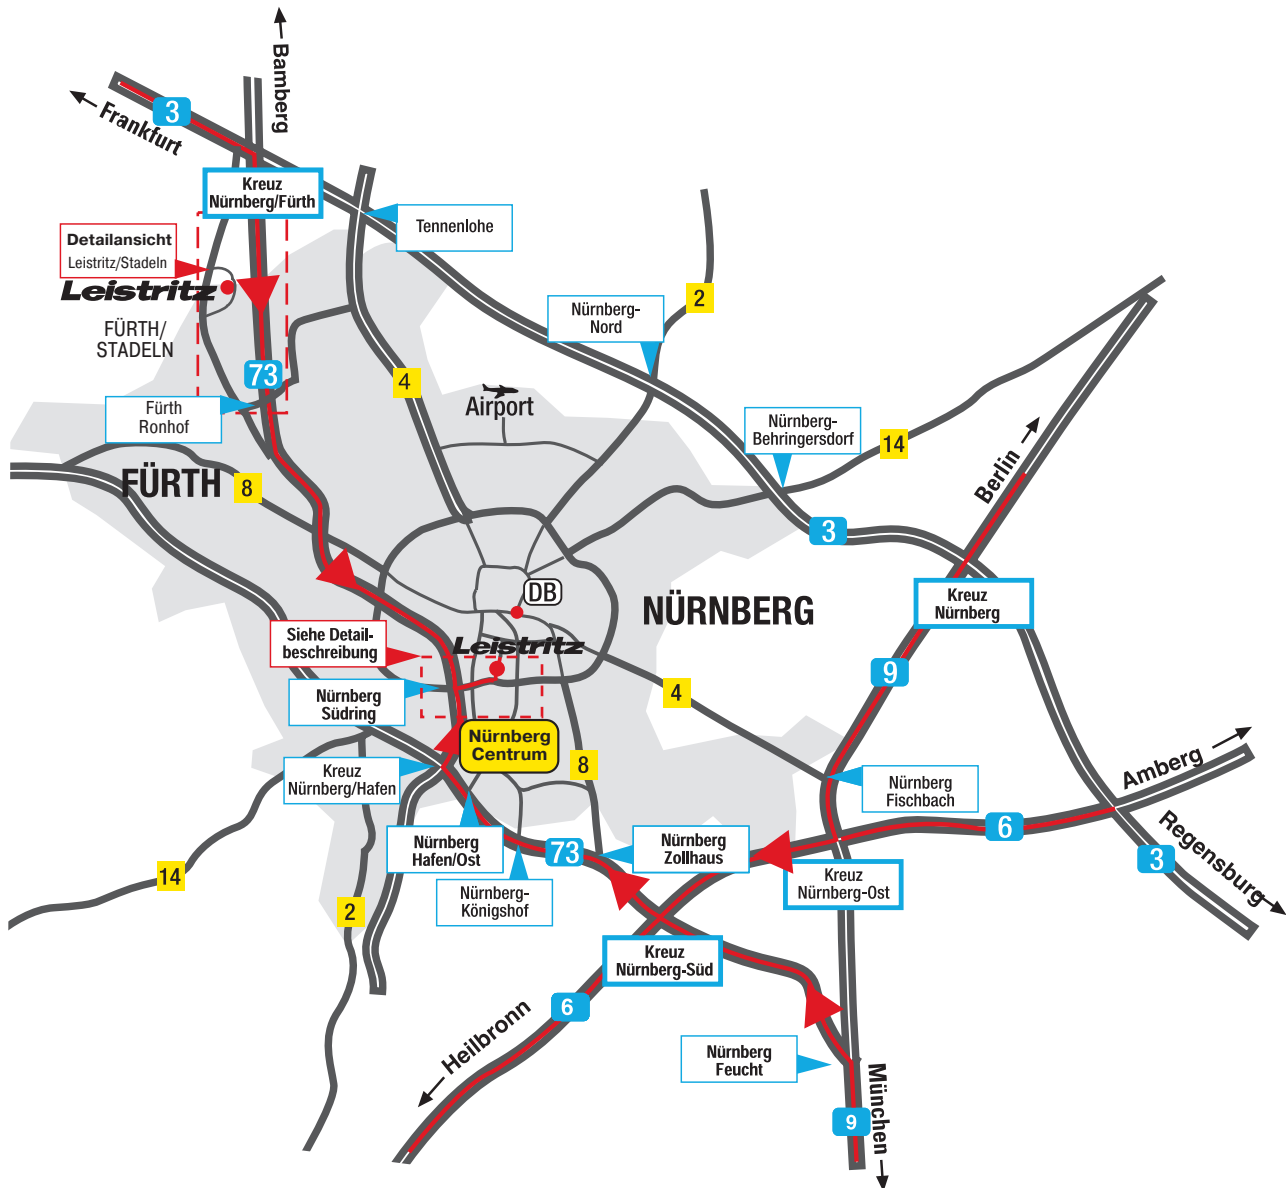 Bamberg
3
Frankfurt
Kreuz
Nürnberg/Fürth
Tennenlohe
Detailansicht
Leistritz/Stadeln
Leistritz
FÜRTH/
STADELN
2
Nürnberg-
Nord
73
4
Airport
Fürth
Ronhof
Nürnberg-
Behringersdorf
14
Berlin
FÜRTH
8
3
DB
NÜRNBERG
Kreuz
Nürnberg
Siehe Detail-
beschreibung
Leistritz
9
Nürnberg
Südring
4
Nürnberg
Centrum
Kreuz
Nürnberg/Hafen
8
Nürnberg
Fischbach
Amberg
6
Nürnberg
Hafen/Ost
73
Nürnberg
Zollhaus
3
Regensburg
14
Nürnberg-
Königshof
Kreuz
Nürnberg-Ost
2
Kreuz
Nürnberg-Süd
6
Heilbronn
Nürnberg
Feucht
München
9